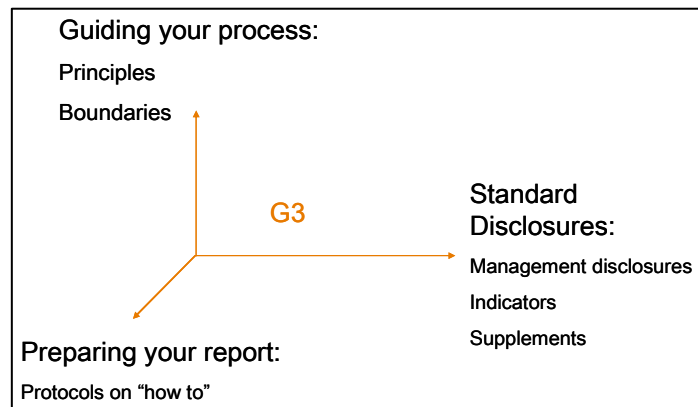 Guiding your process:
Principles
Boundaries
G3
Standard
Disclosures:
Management disclosures
Indicators
Supplements
Preparing your report:
Protocols on “how to”